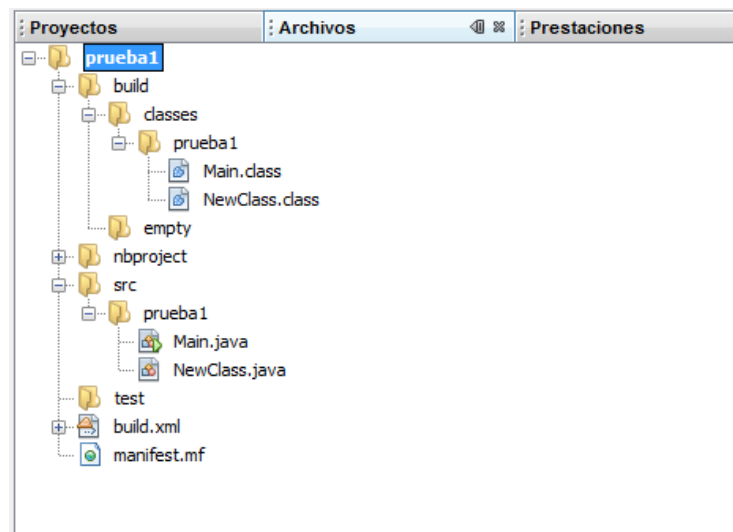 Proyectos Archivos Prestaciones
prueba1
build
classes
prueba1
Main.class
NewClass.class
empty
nbproject
src
prueba1
Main.java
NewClass.java
test
build.xml
manifest.mf